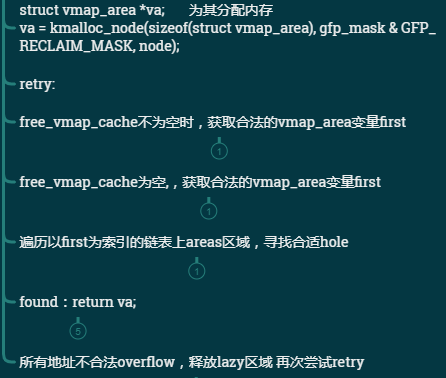 struct vmap_area *va; 为其分配内存
va = kmalloc_node(sizeof(struct vmap_area), gfp_mask & GFP_
RECLAIM_MASK, node);
retry:
free_vmap_cache不为空时，获取合法的vmap_area变量first
1
free_vmap_cache为空,，获取合法的vmap_area变量first
1
遍历以first为索引的链表上areas区域，寻找合适hole
1
found：return va;
5
所有地址不合法overflow，释放lazy区域 再次尝试retry